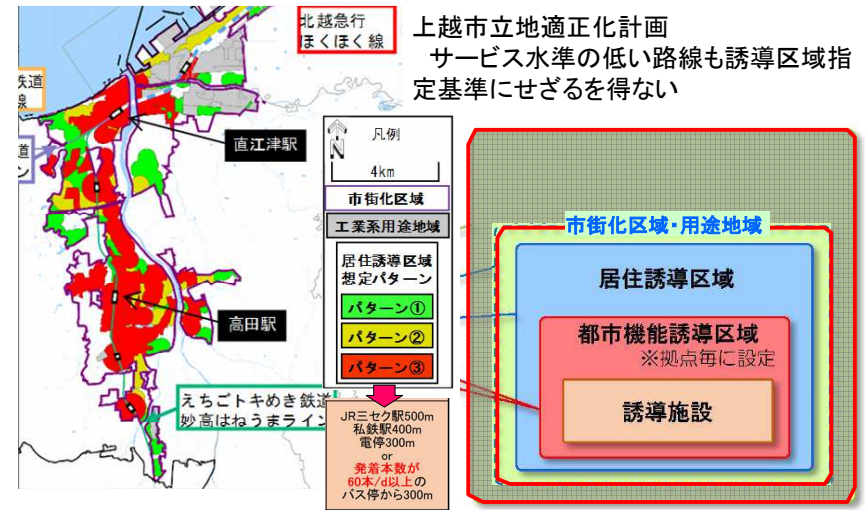 上越市立地適正化計画
サービス水準の低い路線も誘導区域指
定基準にせざるを得ない
北越急行
ほくほく線
鉄道
線
道
ン
直江津駅
高田駅
えちごトキめき鉄道
妙高はねうまライン
凡例
N
4km
市街化区域
工業系用途地域
居住誘導区域
想定パターン
パターン①
パターン②
パターン③
JR三セク駅500m
私鉄駅400m
電停300m
or
発着本数が
60本/d以上の
バス停から300m
市街化区域・用途地域
居住誘導区域
都市機能誘導区域
※拠点毎に設定
誘導施設